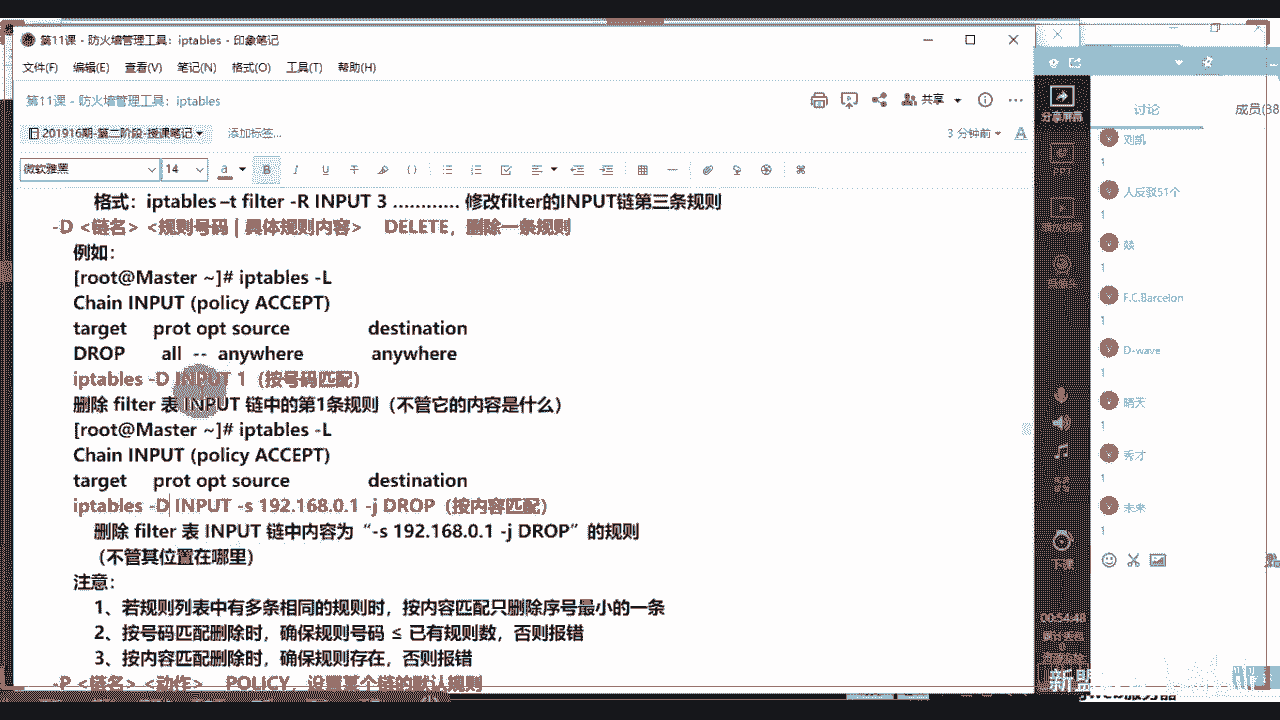 第11课 - 防火墙管理工具：iptables - 印象笔记
文件(F) 编辑(E) 查看(V) 笔记(N) 格式(O) 工具(T) 帮助(H)
第11课 - 防火墙管理工具：iptables
共享
201916期-第二阶段-授课笔记 添加标签...
3 分钟前
微软雅黑 14
格式：iptables –t filter -R INPUT 3 ............ 修改filter的INPUT链第三条规则
-D <链名> <规则号码 | 具体规则内容> DELETE，删除一条规则
例如：
[root@Master ~]# iptables -L
Chain INPUT (policy ACCEPT)
target prot opt source destination
DROP all -- anywhere anywhere
iptables -D INPUT 1（按号码匹配）
删除 filter 表 INPUT 链中的第1条规则（不管它的内容是什么）
[root@Master ~]# iptables -L
Chain INPUT (policy ACCEPT)
target prot opt source destination
iptables -D INPUT -s 192.168.0.1 -j DROP（按内容匹配）
删除 filter 表 INPUT 链中内容为“-s 192.168.0.1 -j DROP”的规则
（不管其位置在哪里）
注意：
1、若规则列表中有多条相同的规则时，按内容匹配只删除序号最小的一条
2、按号码匹配删除时，确保规则号码 ≤ 已有规则数，否则报错
3、按内容匹配删除时，确保规则存在，否则报错
-P <链名> <动作> POLICY，设置某个链的默认规则
分享屏幕
PPT
下课
00:54:48
讨论
成员(38
刘凯
1
人反驳51个
1
燚
1
F.C.Barcelon
1
D-wave
1
晴天
1
秀才
1
未来
1
新盟